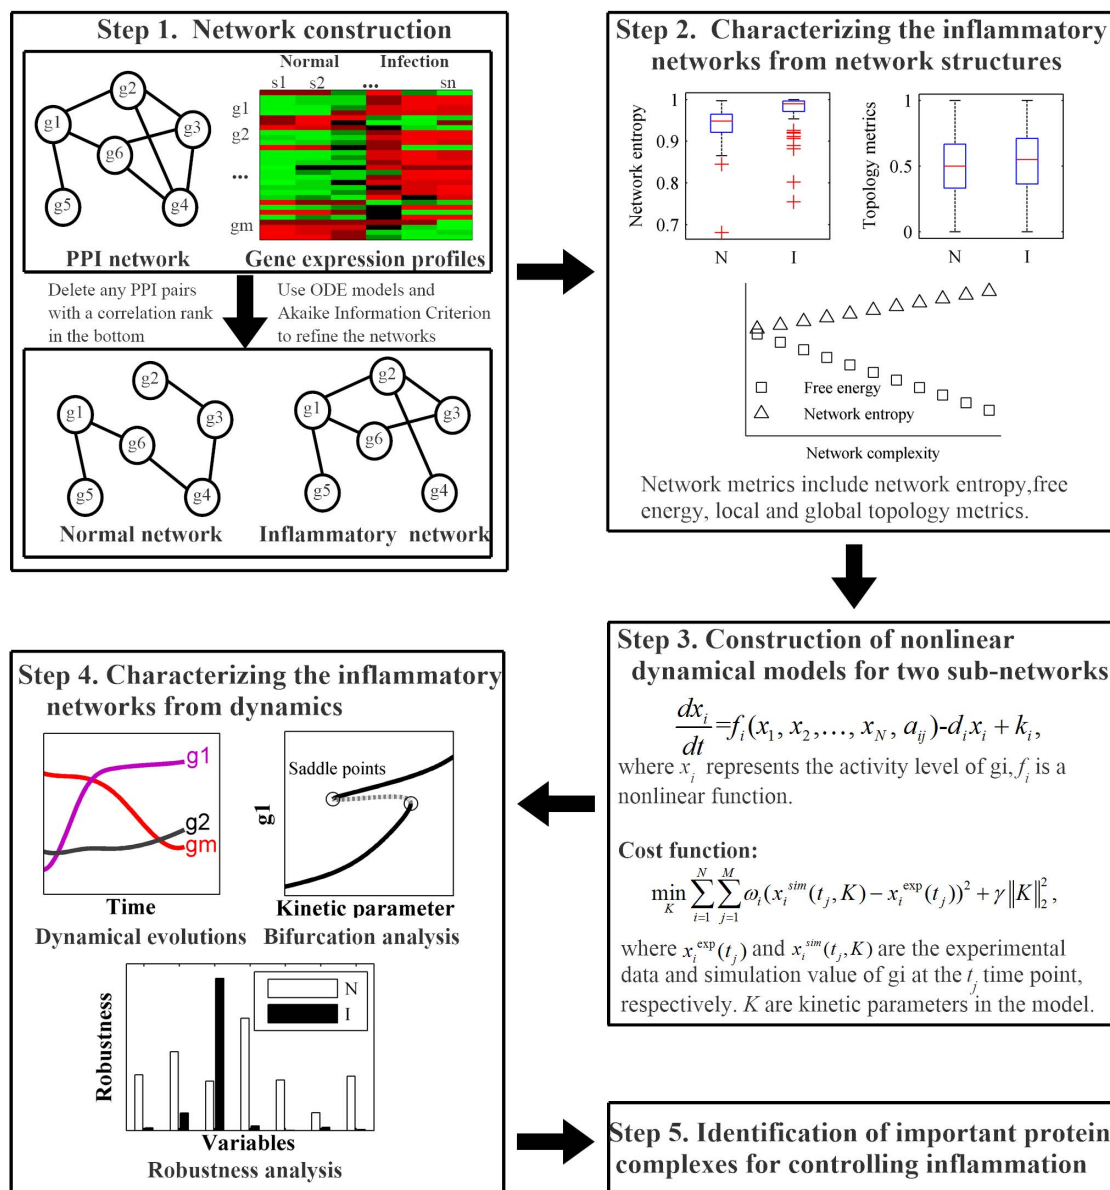 Step 1. Network construction
Normal Infection
s1 s2 ... sn
g1
g2
...
gm
g2
g1
g3
g6
g5
g4
PPI network
Gene expression profiles
Delete any PPI pairs
with a correlation rank
in the bottom
Use ODE models and
Akaike Information Criterion
to refine the networks
g2
g1
g3
g6
g5
g4
Normal network
g2
g1
g3
g6
g5
g4
Inflammatory network
Step 2. Characterizing the inflammatory
networks from network structures
Network entropy
1
0.9
0.8
0.7
N I
Topology metrics
1
0.5
0
N I
Free energy
Network entropy
Network complexity
Network metrics include network entropy,free
energy, local and global topology metrics.
Step 3. Construction of nonlinear
dynamical models for two sub-networks
dx_i/dt=f_i(x_1, x_2,..., x_N, a_ij)-d_i x_i + k_i,
where x_i represents the activity level of gi, f_i is a
nonlinear function.
Cost function:
min_K ∑_{i=1}^{N} ∑_{j=1}^{M} ω_i(x_i^sim(t_j, K) − x_i^exp(t_j))^2 + γ‖K‖_2^2,
where x_i^exp(t_j) and x_i^sim(t_j, K) are the experimental
data and simulation value of gi at the t_j time point,
respectively. K are kinetic parameters in the model.
Step 4. Characterizing the inflammatory
networks from dynamics
g1
g2
gm
Time
Dynamical evolutions
Saddle points
g1
Kinetic parameter
Bifurcation analysis
N
I
Robustness
Variables
Robustness analysis
Step 5. Identification of important protein
complexes for controlling inflammation